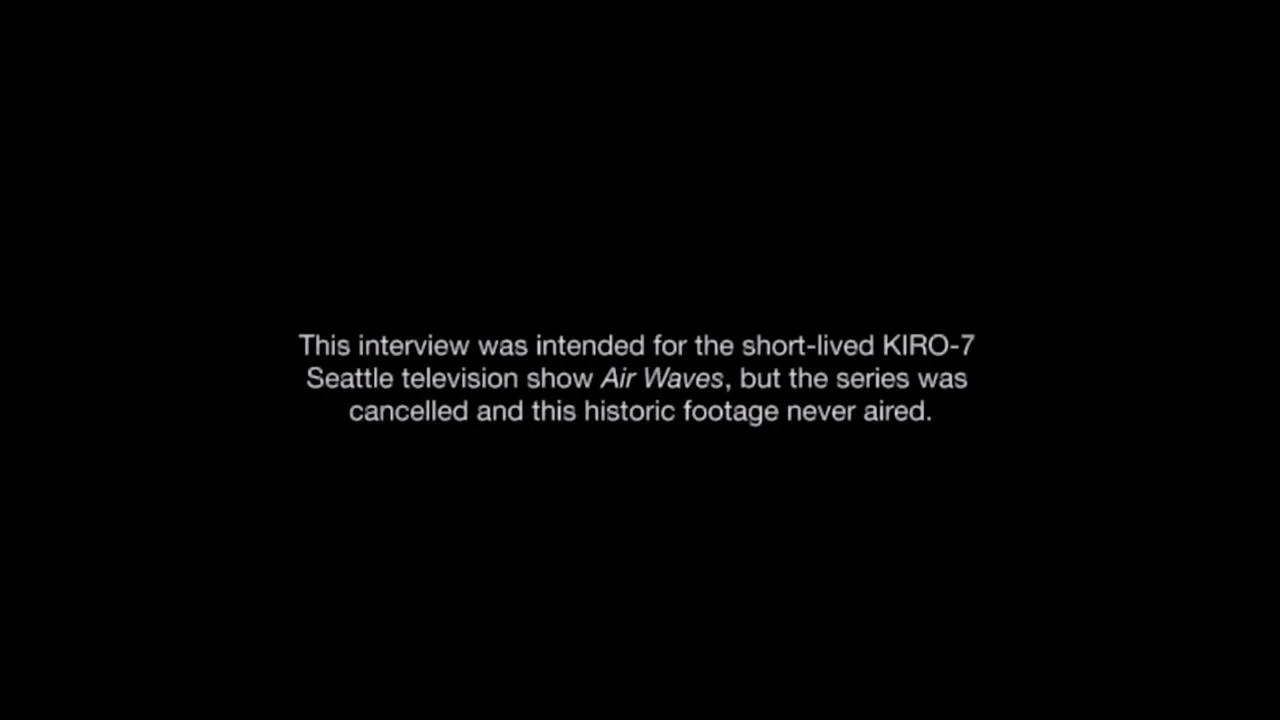 This interview was intended for the short-lived KIRO-7
Seattle television show Air Waves, but the series was
cancelled and this historic footage never aired.